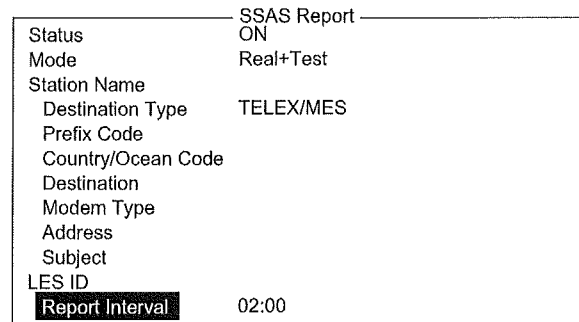 SSAS Report
Status ON
Mode Real+Test
Station Name
Destination Type TELEX/MES
Prefix Code
Country/Ocean Code
Destination
Modem Type
Address
Subject
LES ID
Report Interval 02:00